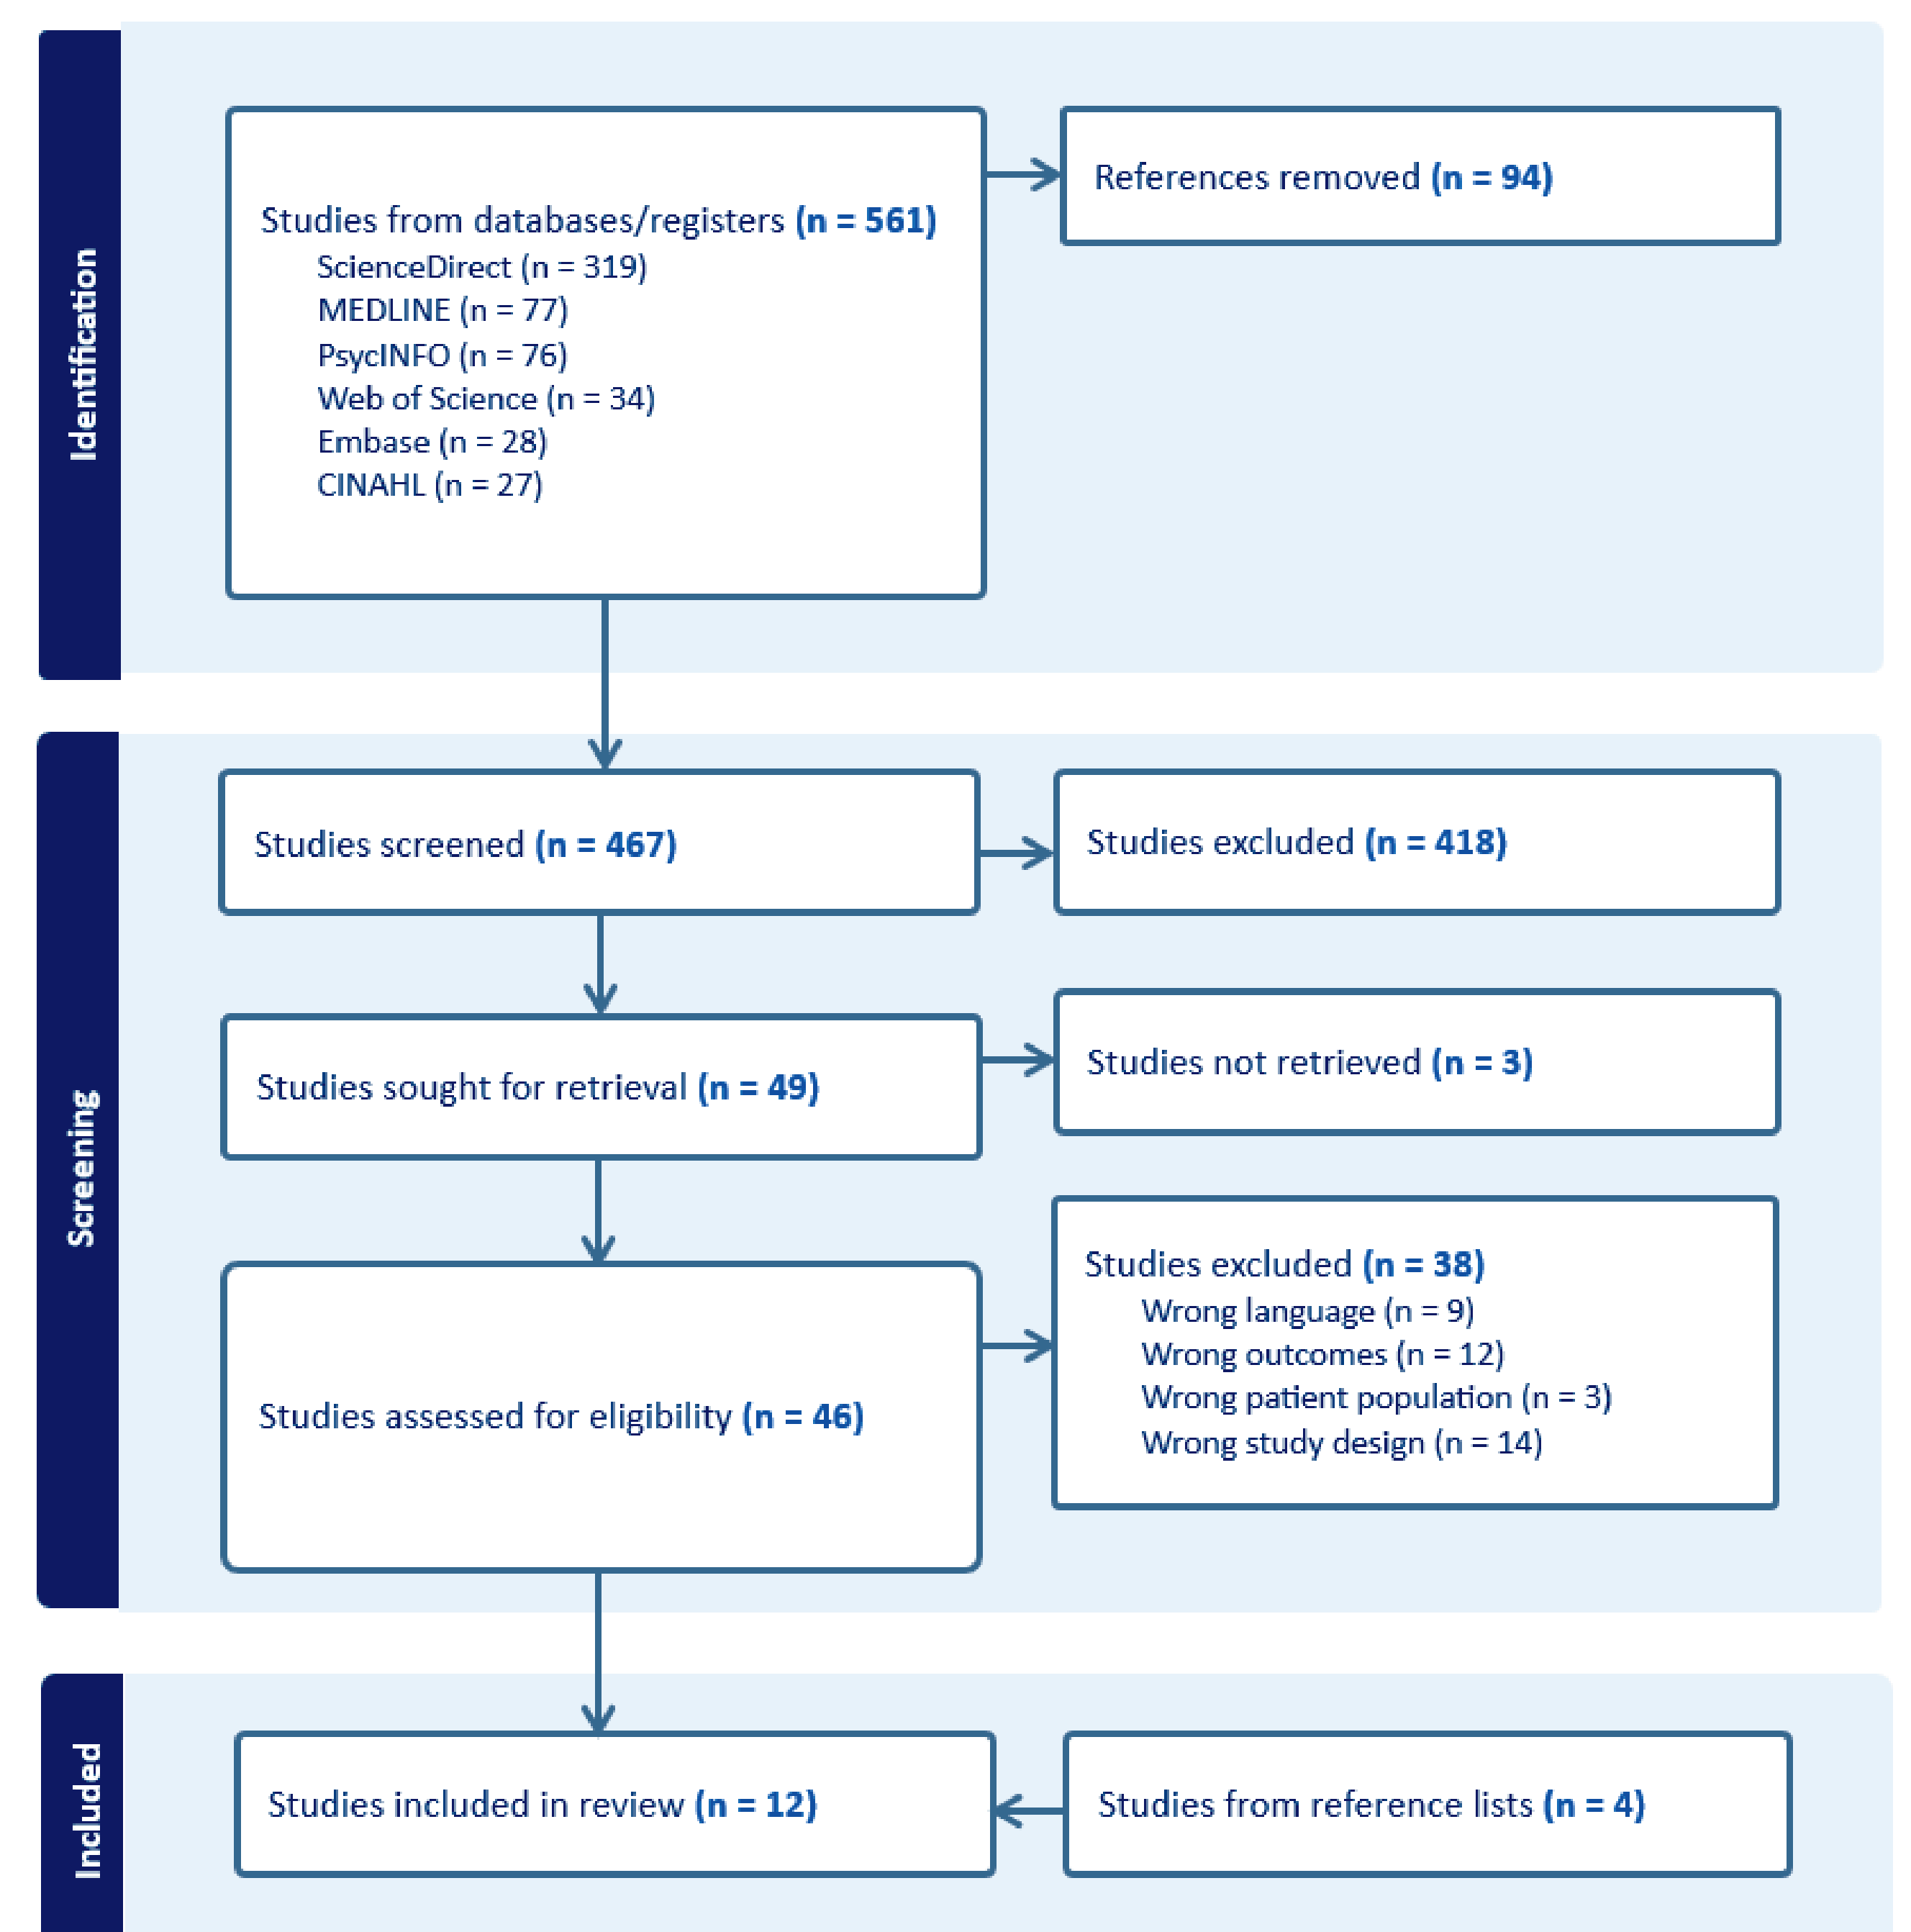 Identification
Studies from databases/registers (n = 561)
ScienceDirect (n = 319)
MEDLINE (n = 77)
PsycINFO (n = 76)
Web of Science (n = 34)
Embase (n = 28)
CINAHL (n = 27)
References removed (n = 94)
Screening
Studies screened (n = 467)
Studies excluded (n = 418)
Studies sought for retrieval (n = 49)
Studies not retrieved (n = 3)
Studies assessed for eligibility (n = 46)
Studies excluded (n = 38)
Wrong language (n = 9)
Wrong outcomes (n = 12)
Wrong patient population (n = 3)
Wrong study design (n = 14)
Included
Studies included in review (n = 12)
Studies from reference lists (n = 4)